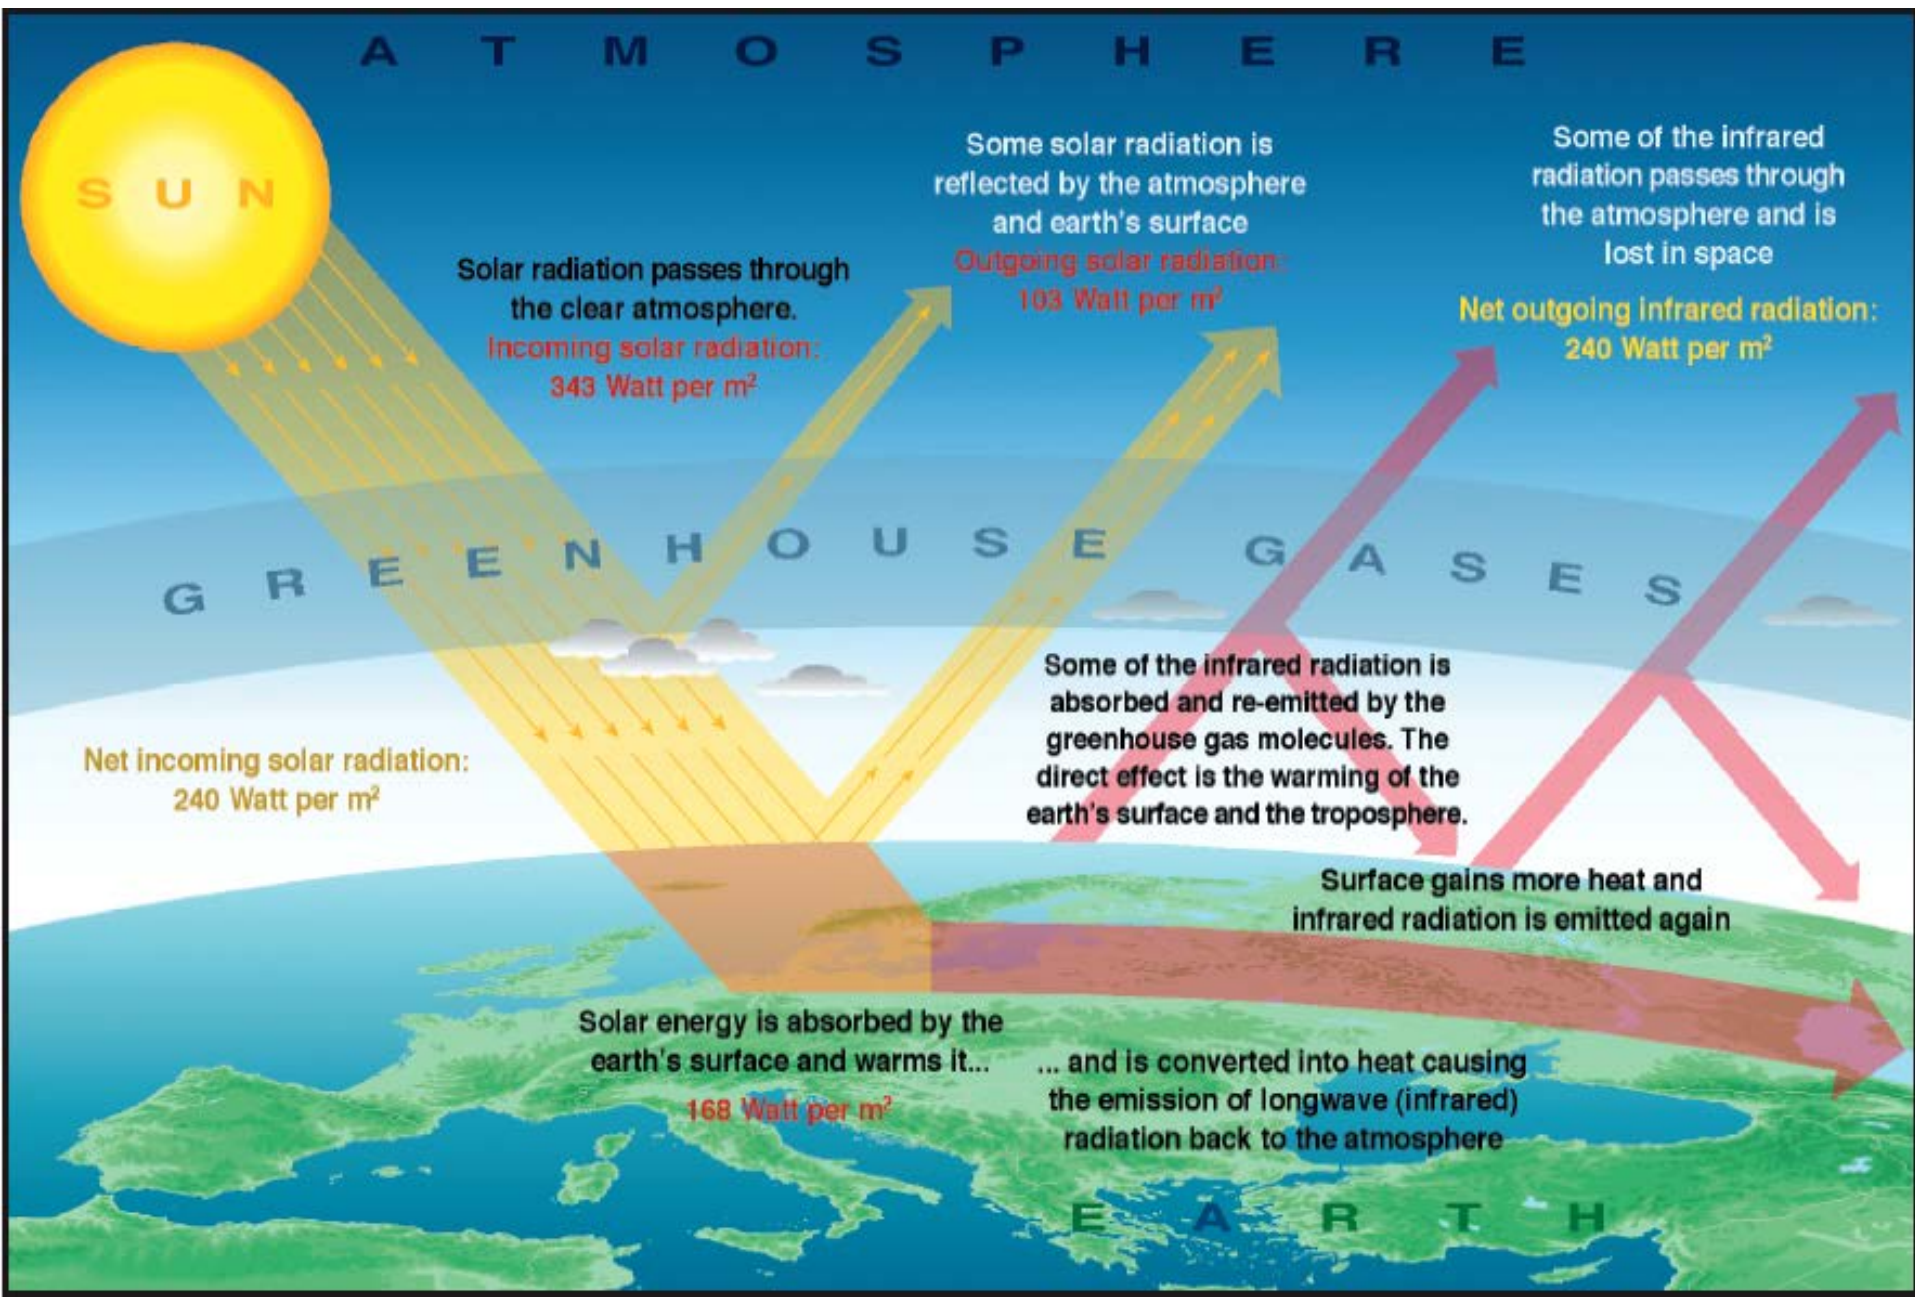 A T M O S P H E R E
S U N
Solar radiation passes through
the clear atmosphere.
Incoming solar radiation:
343 Watt per m²
Some solar radiation is
reflected by the atmosphere
and earth's surface
Outgoing solar radiation:
103 Watt per m²
Some of the infrared
radiation passes through
the atmosphere and is
lost in space
Net outgoing infrared radiation:
240 Watt per m²
G R E E N H O U S E G A S E S
Net incoming solar radiation:
240 Watt per m²
Some of the infrared radiation is
absorbed and re-emitted by the
greenhouse gas molecules. The
direct effect is the warming of the
earth's surface and the troposphere.
Surface gains more heat and
infrared radiation is emitted again
Solar energy is absorbed by the
earth's surface and warms it...
168 Watt per m²
... and is converted into heat causing
the emission of longwave (infrared)
radiation back to the atmosphere
E A R T H